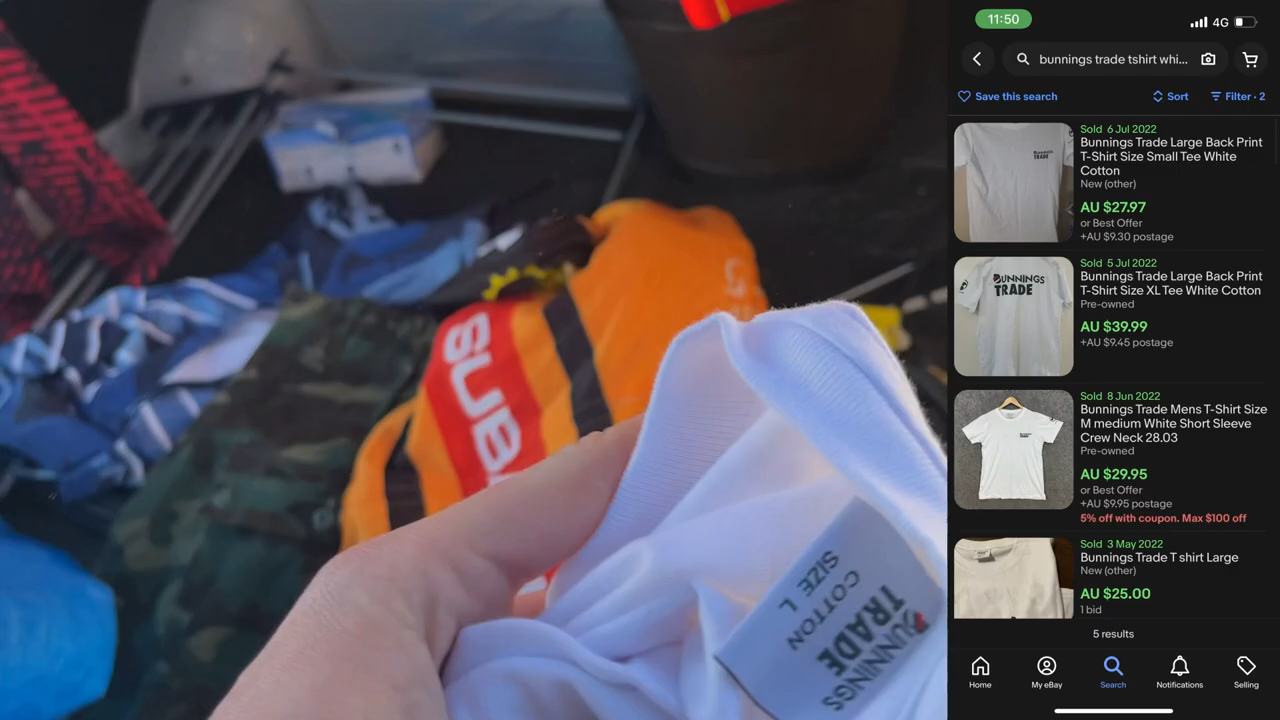 SUBA
BUNNINGS
TRADE
COTTON
SIZE L
11:50
4G
bunnings trade tshirt whi...
Save this search
Sort
Filter · 2
Sold 6 Jul 2022
Bunnings Trade Large Back Print
T-Shirt Size Small Tee White
Cotton
New (other)
AU $27.97
or Best Offer
+AU $9.30 postage
BUNNINGS
TRADE
Sold 5 Jul 2022
Bunnings Trade Large Back Print
T-Shirt Size XL Tee White Cotton
Pre-owned
AU $39.99
+AU $9.45 postage
BUNNINGS
TRADE
Sold 8 Jun 2022
Bunnings Trade Mens T-Shirt Size
M medium White Short Sleeve
Crew Neck 28.03
Pre-owned
AU $29.95
or Best Offer
+AU $9.95 postage
5% off with coupon. Max $100 off
Sold 3 May 2022
Bunnings Trade T shirt Large
New (other)
AU $25.00
1 bid
5 results
Home
My eBay
Search
Notifications
Selling